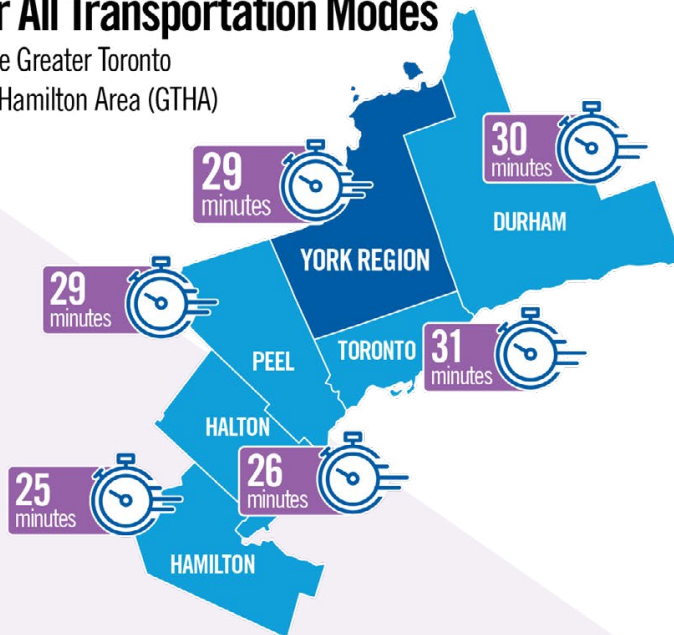 r All Transportation Modes
e Greater Toronto
Hamilton Area (GTHA)
30
minutes
29
minutes
DURHAM
YORK REGION
29
minutes
TORONTO
31
minutes
PEEL
HALTON
26
minutes
25
minutes
HAMILTON